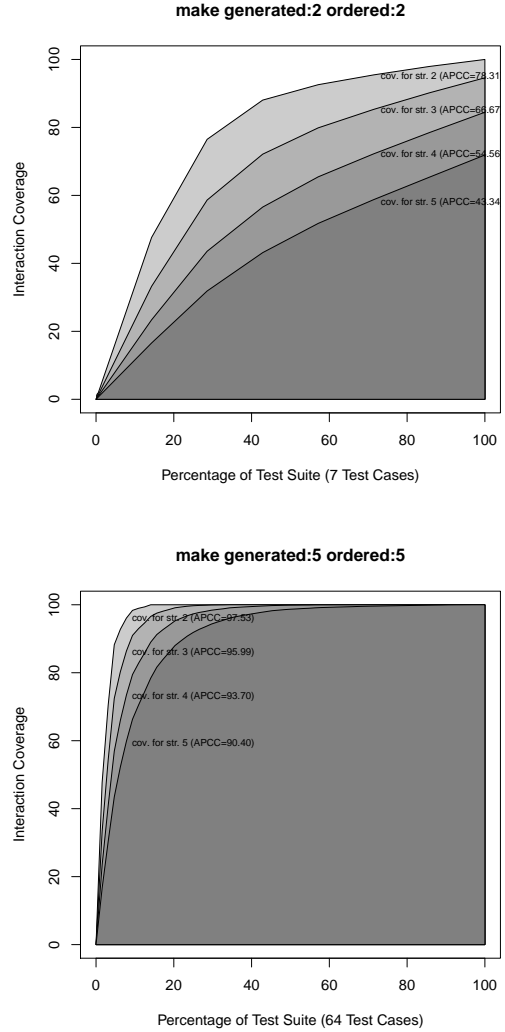 make generated:2 ordered:2
Interaction Coverage
100
80
60
40
20
0
cov. for str. 2 (APCC=78.31
cov. for str. 3 (APCC=66.67
cov. for str. 4 (APCC=54.56
cov. for str. 5 (APCC=43.34
0 20 40 60 80 100
Percentage of Test Suite (7 Test Cases)
make generated:5 ordered:5
Interaction Coverage
100
80
60
40
20
0
cov. for str. 2 (APCC=97.53)
cov. for str. 3 (APCC=95.99)
cov. for str. 4 (APCC=93.70)
cov. for str. 5 (APCC=90.40)
0 20 40 60 80 100
Percentage of Test Suite (64 Test Cases)